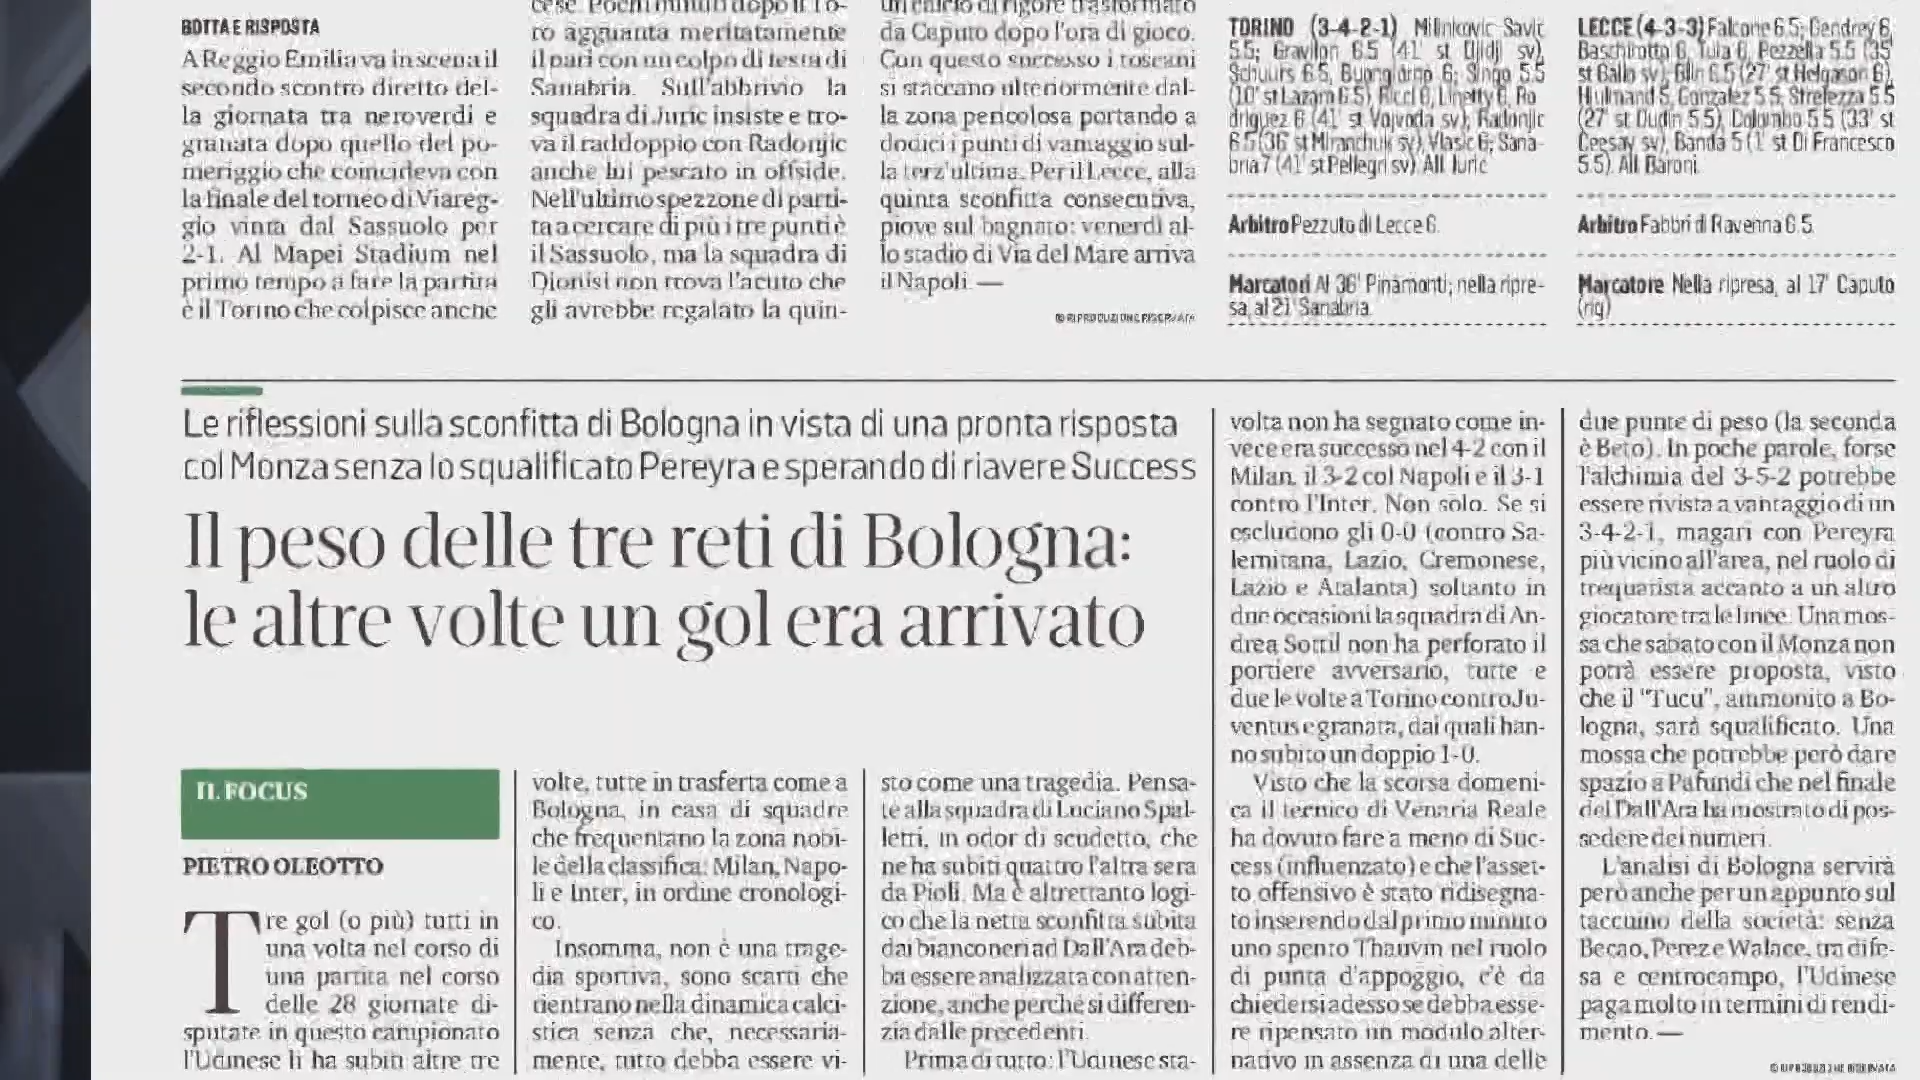 BOTTA E RISPOSTA
A Reggio Emilia va in scena il
secondo scontro diretto del-
la giornata tra neroverdi e
granata dopo quello del po-
meriggio che coincideva con
la finale del torneo di Viareg-
gio vinta dal Sassuolo per
2-1. Al Mapei Stadium nel
primo tempo a fare la partita
è il Torino che colpisce anche
cese. Pochi minuti dopo il To-
ro agguanta meritatamente
il pari con un colpo di testa di
Sanabria. Sull'abbrivio la
squadra di Juric insiste e tro-
va il raddoppio con Radonjic
anche lui pescato in offside.
Nell'ultimo spezzone di parti-
ta a cercare di più i tre punti è
il Sassuolo, ma la squadra di
Dionisi non trova l'acuto che
gli avrebbe regalato la quin-
un calcio di rigore trasformato
da Caputo dopo l'ora di gioco.
Con questo successo i toscani
si staccano ulteriormente dal-
la zona pericolosa portando a
dodici i punti di vantaggio sul-
la terz'ultima. Per il Lecce, alla
quinta sconfitta consecutiva,
piove sul bagnato: venerdì al-
lo stadio di Via del Mare arriva
il Napoli. —
© RIPRODUZIONE RISERVATA
TORINO (3-4-2-1) Milinkovic Savic
5.5; Gravillon 6.5 (41' st Djidji sv),
Schuurs 6.5, Buongiorno 6; Singo 5.5
(10' st Lazaro 6.5), Ricci 6, Linetty 6, Ro
driguez 6 (41' st Vojvoda sv); Radonjic
6.5 (36' st Miranchuk sv), Vlasic 6; Sana-
bria 7 (41' st Pellegri sv). All. Juric
Arbitro Pezzuto di Lecce 6.
Marcatori Al 36' Pinamonti; nella ripre-
sa, al 21' Sanabria.
LECCE (4-3-3) Falcone 6.5; Gendrey 6,
Baschirotto 6, Tuia 6, Pezzella 5.5 (35'
st Gallo sv); Blin 6.5 (27' st Helgason 6),
Hjulmand 5, Gonzalez 5.5; Strefezza 5.5
(27' st Oudin 5.5), Colombo 5.5 (33' st
Ceesay sv), Banda 5 (1' st Di Francesco
5.5). All. Baroni.
Arbitro Fabbri di Ravenna 6.5.
Marcatore Nella ripresa, al 17' Caputo
(rig)
Le riflessioni sulla sconfitta di Bologna in vista di una pronta risposta
col Monza senza lo squalificato Pereyra e sperando di riavere Success
Il peso delle tre reti di Bologna:
le altre volte un gol era arrivato
IL FOCUS
PIETRO OLEOTTO
Tre gol (o più) tutti in
una volta nel corso di
una partita nel corso
delle 28 giornate di-
sputate in questo campionato
l'Udinese li ha subiti altre tre
volte, tutte in trasferta come a
Bologna, in casa di squadre
che frequentano la zona nobi-
le della classifica: Milan, Napo-
li e Inter, in ordine cronologi-
co.
Insomma, non è una trage-
dia sportiva, sono scarti che
rientrano nella dinamica calci-
stica senza che, necessaria-
mente, tutto debba essere vi-
sto come una tragedia. Pensa-
te alla squadra di Luciano Spal-
letti, in odor di scudetto, che
ne ha subiti quattro l'altra sera
da Pioli. Ma è altrettanto logi-
co che la netta sconfitta subita
dai bianconeri ad Dall'Ara deb-
ba essere analizzata con atten-
zione, anche perché si differen-
zia dalle precedenti.
Prima di tutto: l'Udinese sta-
volta non ha segnato come in-
vece era successo nel 4-2 con il
Milan, il 3-2 col Napoli e il 3-1
contro l'Inter. Non solo. Se si
escludono gli 0-0 (contro Sa-
lernitana, Lazio, Cremonese,
Lazio e Atalanta) soltanto in
due occasioni la squadra di An-
drea Sottil non ha perforato il
portiere avversario, tutte e
due le volte a Torino contro Ju-
ventus e granata, dai quali han-
no subito un doppio 1-0.
Visto che la scorsa domeni-
ca il tecnico di Venaria Reale
ha dovuto fare a meno di Suc-
cess (influenzato) e che l'asset-
to offensivo è stato ridisegna-
to inserendo dal primo minuto
uno spento Thauvin nel ruolo
di punta d'appoggio, c'è da
chiedersi adesso se debba esse-
re ripensato un modulo alter-
nativo in assenza di una delle
due punte di peso (la seconda
è Beto). In poche parole, forse
l'alchimia del 3-5-2 potrebbe
essere rivista a vantaggio di un
3-4-2-1, magari con Pereyra
più vicino all'area, nel ruolo di
trequartista accanto a un altro
giocatore tra le linee. Una mos-
sa che sabato con il Monza non
potrà essere proposta, visto
che il "Tucu", ammonito a Bo-
logna, sarà squalificato. Una
mossa che potrebbe però dare
spazio a Pafundi che nel finale
del Dall'Ara ha mostrato di pos-
sedere dei numeri.
L'analisi di Bologna servirà
però anche per un appunto sul
taccuino della società: senza
Becao, Perez e Walace, tra dife-
sa e centrocampo, l'Udinese
paga molto in termini di rendi-
mento. —
© RIPRODUZIONE RISERVATA